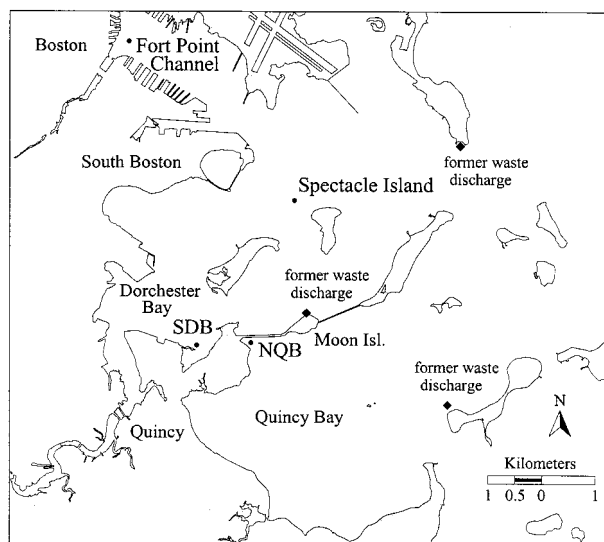 Boston
Fort Point
Channel
South Boston
former waste
discharge
Spectacle Island
former waste
discharge
Dorchester
Bay
SDB
NQB
Moon Isl.
former waste
discharge
Quincy
Quincy Bay
N
Kilometers
1 0.5 0 1